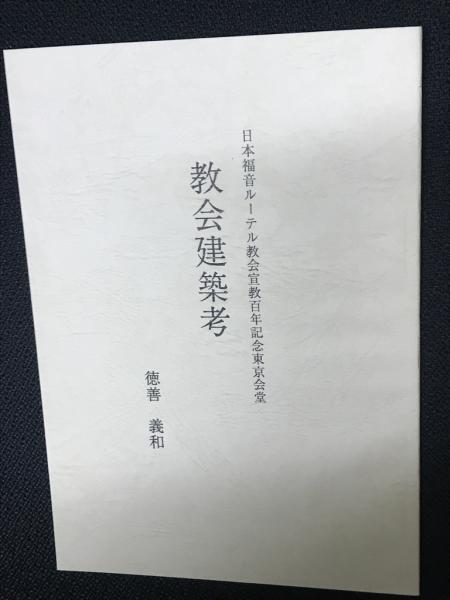 日本福音ルーテル教会宣教百年記念東京会堂
教会建築考
徳善　義和